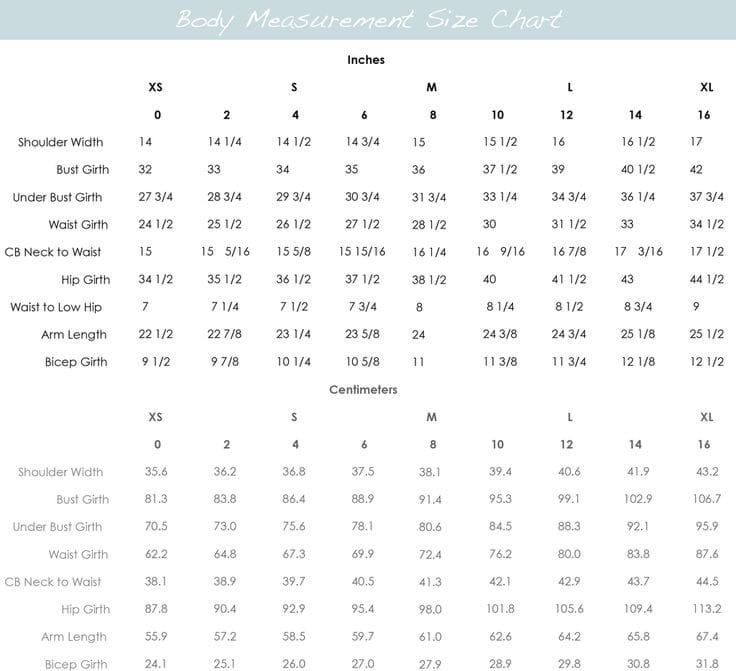 Body Measurement Size Chart
Inches
XS S M L XL
0 2 4 6 8 10 12 14 16
Shoulder Width 14 14 1/4 14 1/2 14 3/4 15 15 1/2 16 16 1/2 17
Bust Girth 32 33 34 35 36 37 1/2 39 40 1/2 42
Under Bust Girth 27 3/4 28 3/4 29 3/4 30 3/4 31 3/4 33 1/4 34 3/4 36 1/4 37 3/4
Waist Girth 24 1/2 25 1/2 26 1/2 27 1/2 28 1/2 30 31 1/2 33 34 1/2
CB Neck to Waist 15 15 5/16 15 5/8 15 15/16 16 1/4 16 9/16 16 7/8 17 3/16 17 1/2
Hip Girth 34 1/2 35 1/2 36 1/2 37 1/2 38 1/2 40 41 1/2 43 44 1/2
Waist to Low Hip 7 7 1/4 7 1/2 7 3/4 8 8 1/4 8 1/2 8 3/4 9
Arm Length 22 1/2 22 7/8 23 1/4 23 5/8 24 24 3/8 24 3/4 25 1/8 25 1/2
Bicep Girth 9 1/2 9 7/8 10 1/4 10 5/8 11 11 3/8 11 3/4 12 1/8 12 1/2
Centimeters
XS S M L XL
0 2 4 6 8 10 12 14 16
Shoulder Width 35.6 36.2 36.8 37.5 38.1 39.4 40.6 41.9 43.2
Bust Girth 81.3 83.8 86.4 88.9 91.4 95.3 99.1 102.9 106.7
Under Bust Girth 70.5 73.0 75.6 78.1 80.6 84.5 88.3 92.1 95.9
Waist Girth 62.2 64.8 67.3 69.9 72.4 76.2 80.0 83.8 87.6
CB Neck to Waist 38.1 38.9 39.7 40.5 41.3 42.1 42.9 43.7 44.5
Hip Girth 87.8 90.4 92.9 95.4 98.0 101.8 105.6 109.4 113.2
Arm Length 55.9 57.2 58.5 59.7 61.0 62.6 64.2 65.8 67.4
Bicep Girth 24.1 25.1 26.0 27.0 27.9 28.9 29.8 30.8 31.8